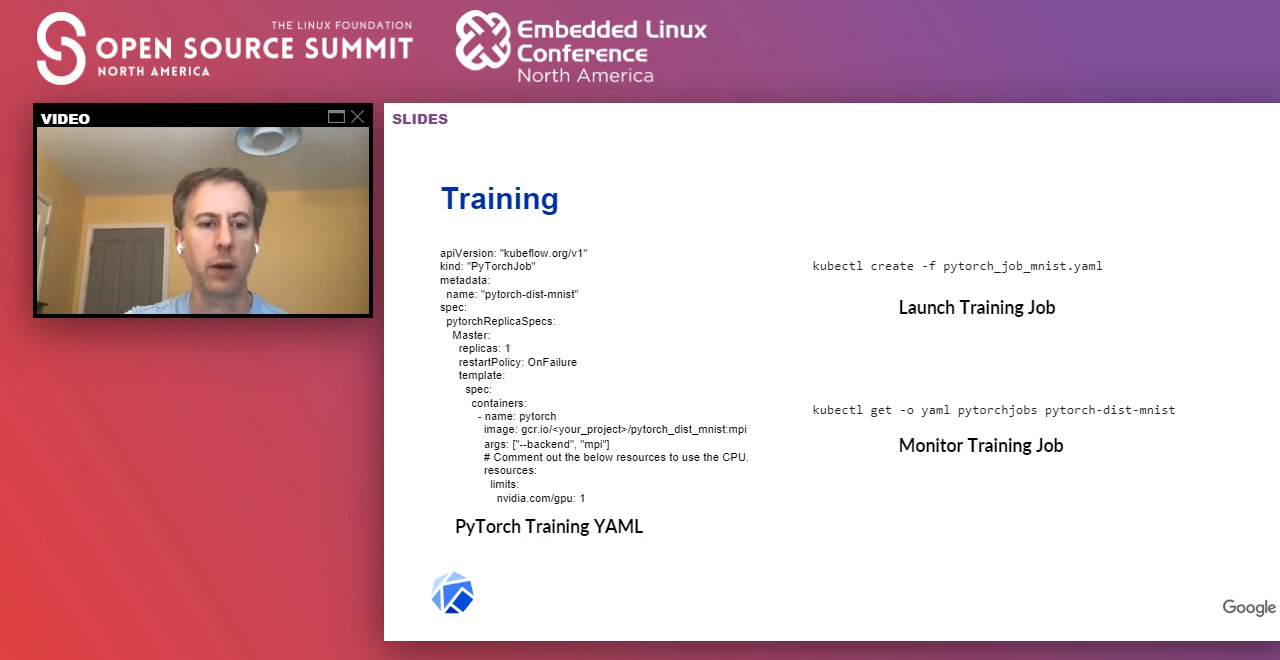 THE LINUX FOUNDATION
OPEN SOURCE SUMMIT
NORTH AMERICA
Embedded Linux
Conference
North America
VIDEO
SLIDES
Training
apiVersion: "kubeflow.org/v1"
kind: "PyTorchJob"
metadata:
name: "pytorch-dist-mnist"
spec:
pytorchReplicaSpecs:
Master:
replicas: 1
restartPolicy: OnFailure
template:
spec:
containers:
- name: pytorch
image: gcr.io/<your_project>/pytorch_dist_mnist:mpi
args: ["--backend", "mpi"]
# Comment out the below resources to use the CPU.
resources:
limits:
nvidia.com/gpu: 1
PyTorch Training YAML
kubectl create -f pytorch_job_mnist.yaml
Launch Training Job
kubectl get -o yaml pytorchjobs pytorch-dist-mnist
Monitor Training Job
Google